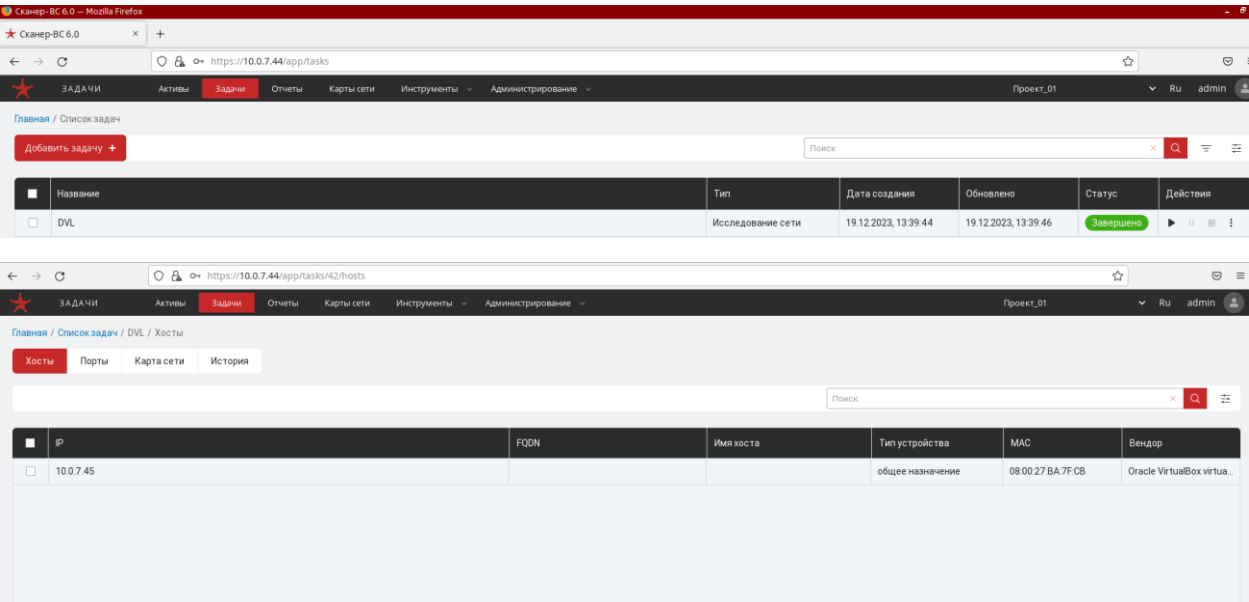 Сканер-ВС 6.0 — Mozilla Firefox
Сканер-ВС 6.0 × +
https://10.0.7.44/app/tasks
ЗАДАЧИ Активы Задачи Отчеты Карты сети Инструменты Администрирование Проект_01 Ru admin
Главная / Список задач
Добавить задачу + Поиск ×
Название Тип Дата создания Обновлено Статус Действия
DVL Исследование сети 19.12.2023, 13:39:44 19.12.2023, 13:39:46 Завершено
https://10.0.7.44/app/tasks/42/hosts
ЗАДАЧИ Активы Задачи Отчеты Карты сети Инструменты Администрирование Проект_01 Ru admin
Главная / Список задач / DVL / Хосты
Хосты Порты Карта сети История
Поиск ×
IP FQDN Имя хоста Тип устройства MAC Вендор
10.0.7.45 общее назначение 08:00:27:BA:7F:CB Oracle VirtualBox virtua...